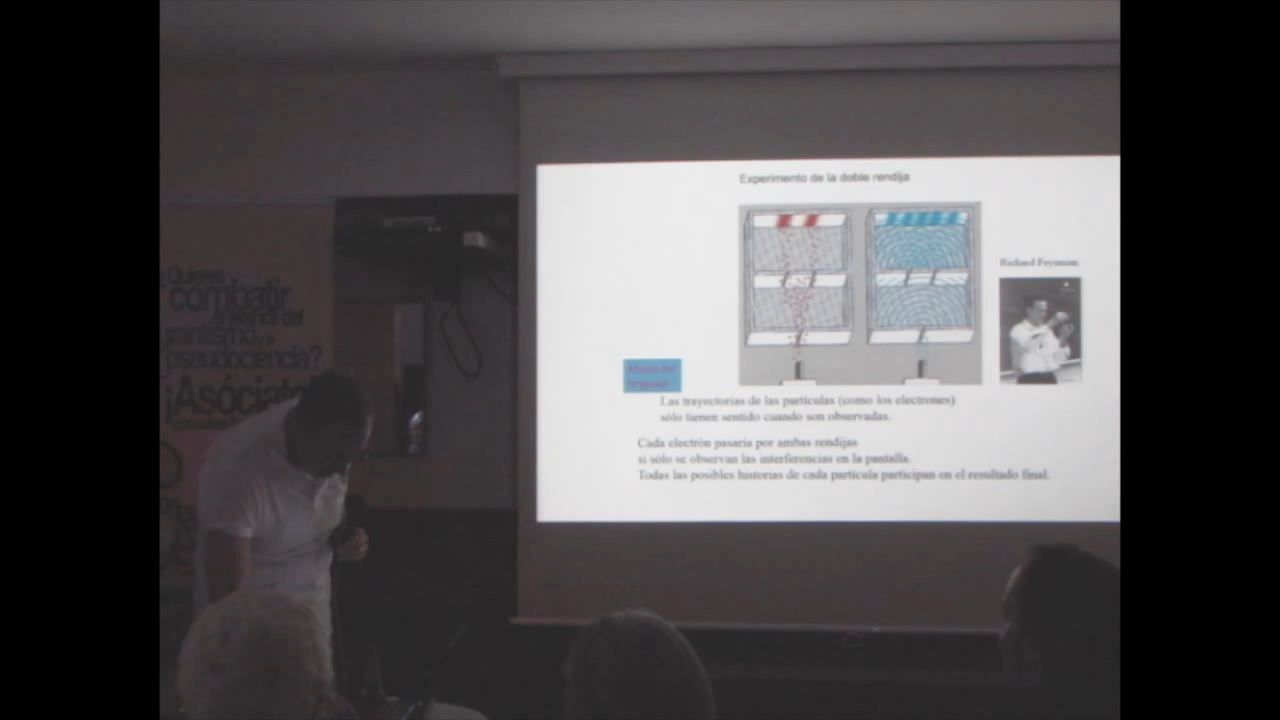 Experimento de la doble rendija
Richard Feynman
Las trayectorias de las partículas (como los electrones)
sólo tienen sentido cuando son observadas.
Cada electrón pasaría por ambas rendijas
si sólo se observan las interferencias en la pantalla.
Todas las posibles historias de cada partícula participan en el resultado final.
combatir
pseudociencia?
¡Asóciate